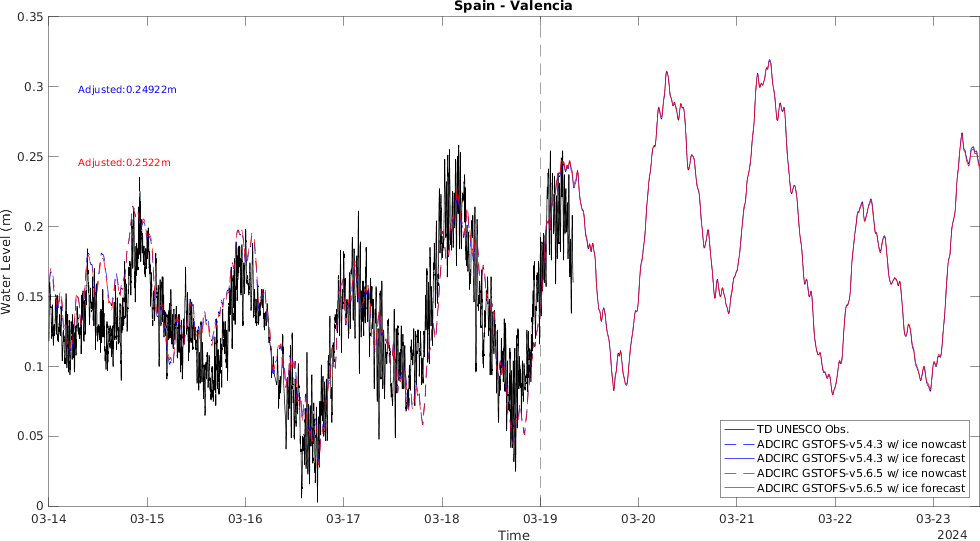 Spain - Valencia
0.35
0.3
0.25
0.2
0.15
0.1
0.05
0
Water Level (m)
Adjusted:0.24922m
Adjusted:0.2522m
TD UNESCO Obs.
ADCIRC GSTOFS-v5.4.3 w/ ice nowcast
ADCIRC GSTOFS-v5.4.3 w/ ice forecast
ADCIRC GSTOFS-v5.6.5 w/ ice nowcast
ADCIRC GSTOFS-v5.6.5 w/ ice forecast
03-14 03-15 03-16 03-17 03-18 03-19 03-20 03-21 03-22 03-23
Time
2024